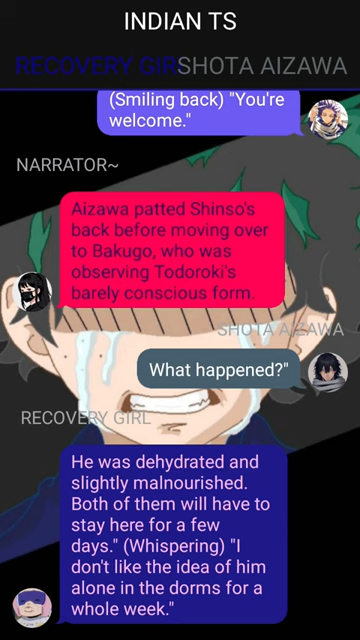 INDIAN TS
RECOVERY GIRL SHOTA AIZAWA
(Smiling back) "You're
welcome."
NARRATOR~
Aizawa patted Shinso's
back before moving over
to Bakugo, who was
observing Todoroki's
barely conscious form.
SHOTA AIZAWA
What happened?"
RECOVERY GIRL
He was dehydrated and
slightly malnourished.
Both of them will have to
stay here for a few
days." (Whispering) "I
don't like the idea of him
alone in the dorms for a
whole week."